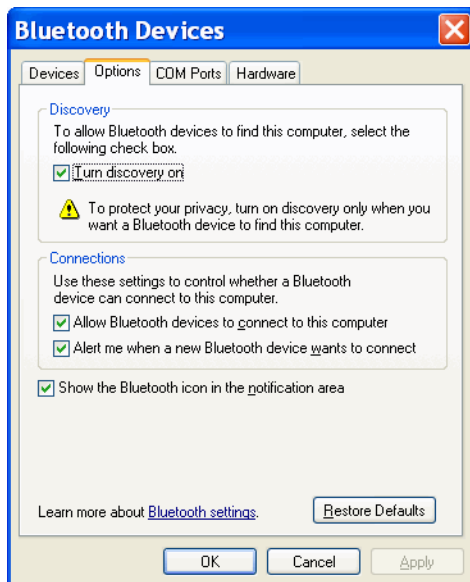 Bluetooth Devices
Devices Options COM Ports Hardware
Discovery
To allow Bluetooth devices to find this computer, select the
following check box.
Turn discovery on
To protect your privacy, turn on discovery only when you
want a Bluetooth device to find this computer.
Connections
Use these settings to control whether a Bluetooth
device can connect to this computer.
Allow Bluetooth devices to connect to this computer
Alert me when a new Bluetooth device wants to connect
Show the Bluetooth icon in the notification area
Learn more about Bluetooth settings. Restore Defaults
OK Cancel Apply